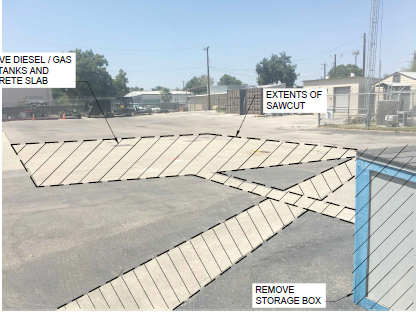 VE DIESEL / GAS
TANKS AND
RETE SLAB
EXTENTS OF
SAWCUT
REMOVE
STORAGE BOX